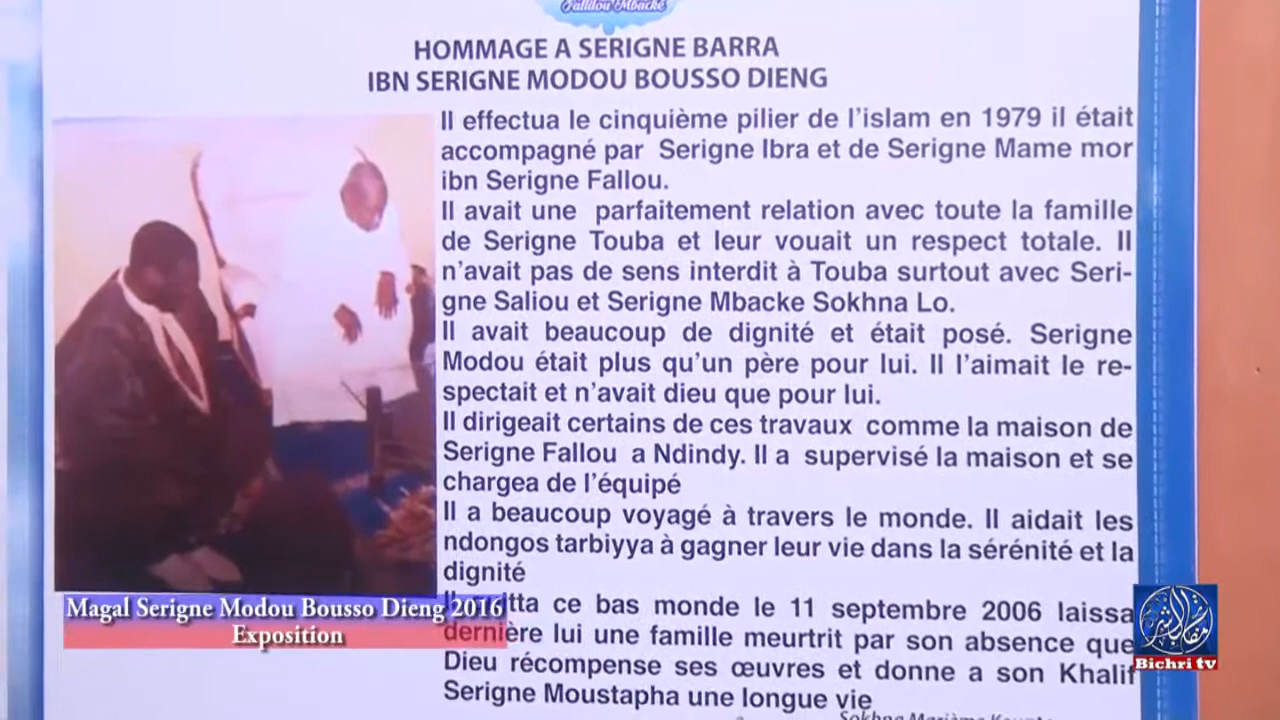 Fallilou Mbacké
HOMMAGE A SERIGNE BARRA
IBN SERIGNE MODOU BOUSSO DIENG
Il effectua le cinquième pilier de l'islam en 1979 il était
accompagné par Serigne Ibra et de Serigne Mame mor
ibn Serigne Fallou.
Il avait une parfaitement relation avec toute la famille
de Serigne Touba et leur vouait un respect totale. Il
n'avait pas de sens interdit à Touba surtout avec Seri-
gne Saliou et Serigne Mbacke Sokhna Lo.
Il avait beaucoup de dignité et était posé. Serigne
Modou était plus qu'un père pour lui. Il l'aimait le re-
spectait et n'avait dieu que pour lui.
Il dirigeait certains de ces travaux comme la maison de
Serigne Fallou a Ndindy. Il a supervisé la maison et se
chargea de l'équipé
Il a beaucoup voyagé à travers le monde. Il aidait les
ndongos tarbiyya à gagner leur vie dans la sérénité et la
dignité
ce bas monde le 11 septembre 2006 laissa
dernière lui une famille meurtrit par son absence que
Dieu récompense ses œuvres et donne a son Khalif
Serigne Moustapha une longue vie
Magal Serigne Modou Bousso Dieng 2016
Exposition
Bichri tv